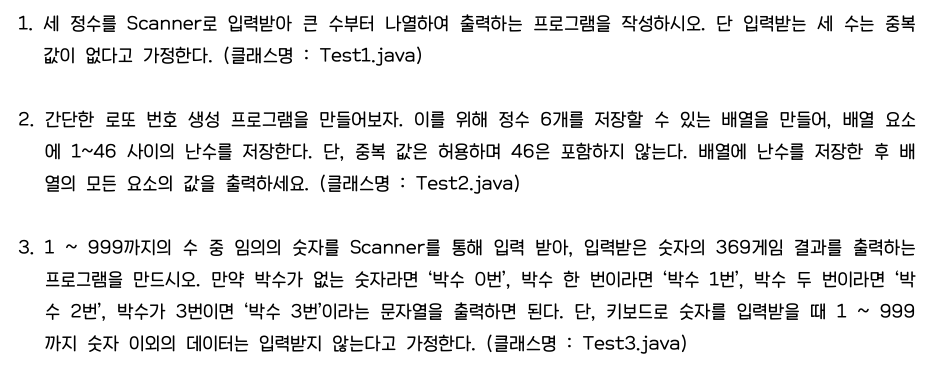 1. 세 정수를 Scanner로 입력받아 큰 수부터 나열하여 출력하는 프로그램을 작성하시오. 단 입력받는 세 수는 중복
값이 없다고 가정한다. (클래스명 : Test1.java)
2. 간단한 로또 번호 생성 프로그램을 만들어보자. 이를 위해 정수 6개를 저장할 수 있는 배열을 만들어, 배열 요소
에 1~46 사이의 난수를 저장한다. 단, 중복 값은 허용하며 46은 포함하지 않는다. 배열에 난수를 저장한 후 배
열의 모든 요소의 값을 출력하세요. (클래스명 : Test2.java)
3. 1 ~ 999까지의 수 중 임의의 숫자를 Scanner를 통해 입력 받아, 입력받은 숫자의 369게임 결과를 출력하는
프로그램을 만드시오. 만약 박수가 없는 숫자라면 ‘박수 0번’, 박수 한 번이라면 ‘박수 1번’, 박수 두 번이라면 ‘박
수 2번’, 박수가 3번이면 ‘박수 3번’이라는 문자열을 출력하면 된다. 단, 키보드로 숫자를 입력받을 때 1 ~ 999
까지 숫자 이외의 데이터는 입력받지 않는다고 가정한다. (클래스명 : Test3.java)